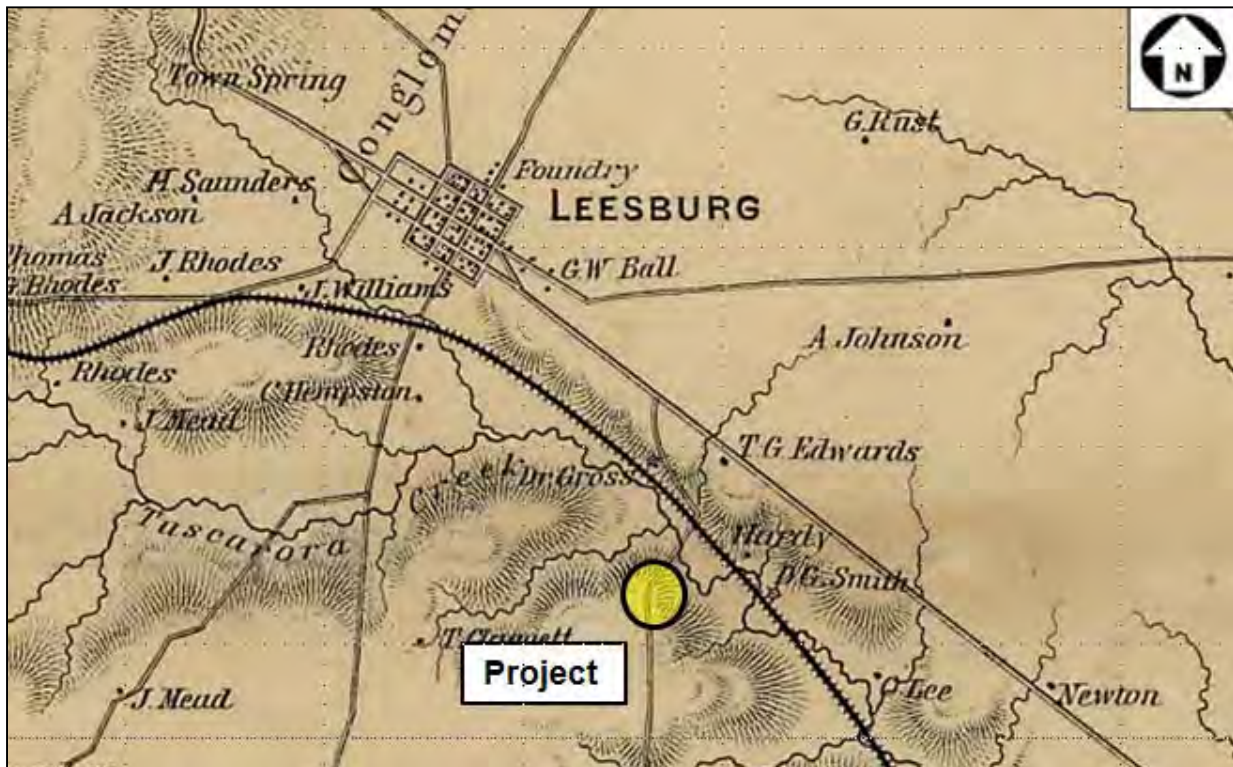 N
Town Spring
Conglom
G. Rust
Foundry
H Saunders
LEESBURG
A Jackson
Thomas
J. Rhodes
G. W Ball
G. Rhodes
J. Williams
Rhodes
A Johnson
Rhodes
C Hempston
J. Mead
T. G. Edwards
Creek
Dr. Gross
Tascarora
Hardy
D. G. Smith
Project
Lee
Newton
J. Mead